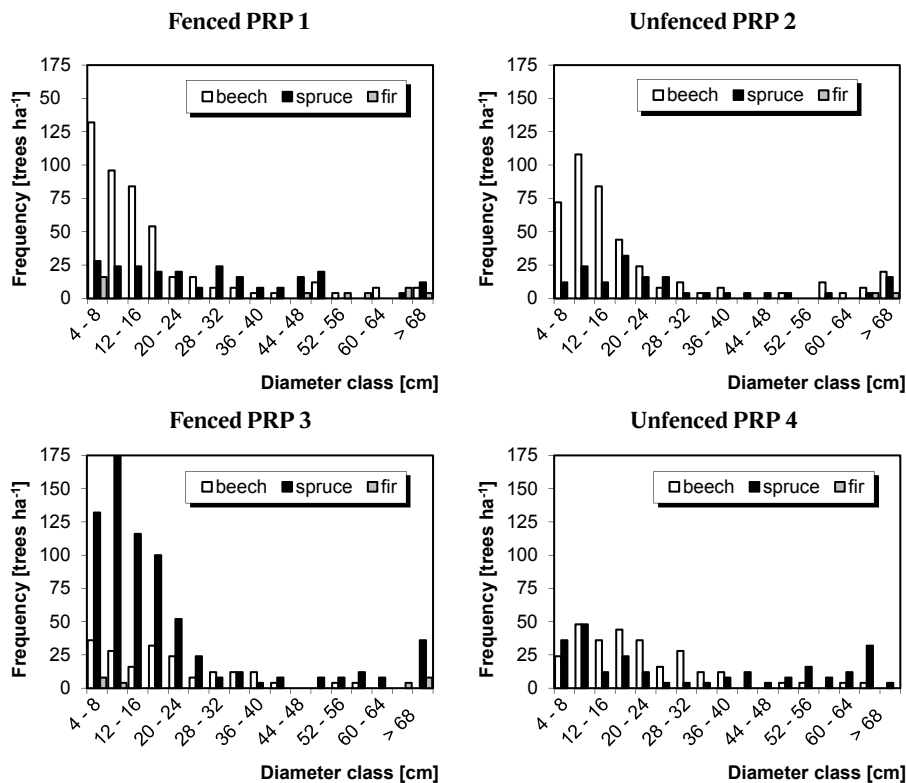 Fenced PRP 1
Frequency [trees ha⁻¹]
175
50
125
100
75
50
25
0
beech spruce fir
4 - 8
12 - 16
20 - 24
28 - 32
36 - 40
44 - 48
52 - 56
60 - 64
> 68
Diameter class [cm]
Unfenced PRP 2
Frequency [trees ha⁻¹]
175
50
125
100
75
50
25
0
beech spruce fir
4 - 8
12 - 16
20 - 24
28 - 32
36 - 40
44 - 48
52 - 56
60 - 64
> 68
Diameter class [cm]
Fenced PRP 3
Frequency [trees ha⁻¹]
175
150
125
100
75
50
25
0
beech spruce fir
4 - 8
12 - 16
20 - 24
28 - 32
36 - 40
44 - 48
52 - 56
60 - 64
> 68
Diameter class [cm]
Unfenced PRP 4
Frequency [trees ha⁻¹]
175
150
125
100
75
50
25
0
beech spruce fir
4 - 8
12 - 16
20 - 24
28 - 32
36 - 40
44 - 48
52 - 56
60 - 64
> 68
Diameter class [cm]